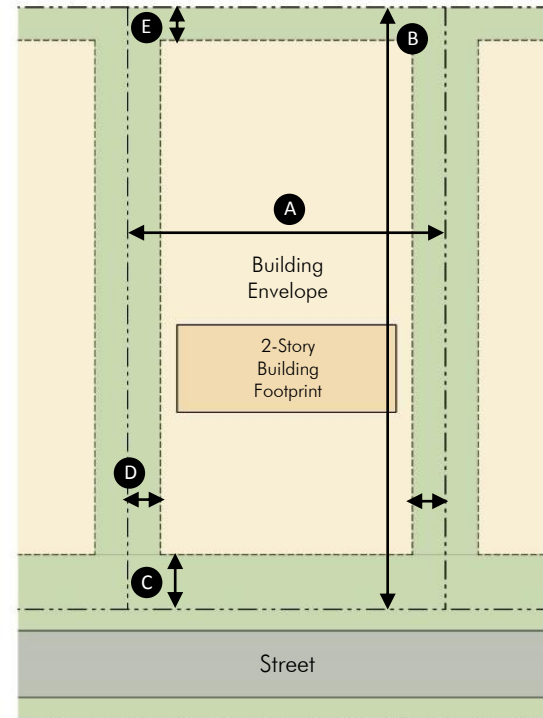 E
B
A
Building
Envelope
2-Story
Building
Footprint
D
C
Street